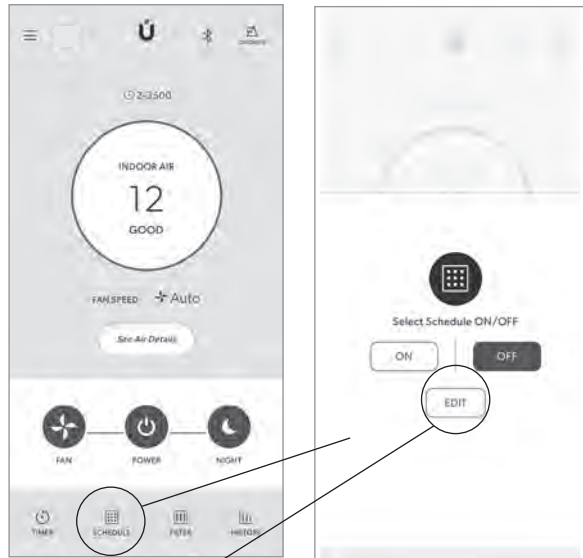 Ú
2-3500
INDOOR AIR
12
GOOD
FAN SPEED Auto
See Air Details
FAN POWER NIGHT
TIMER SCHEDULE FILTER HISTORY
Select Schedule ON/OFF
ON OFF
EDIT